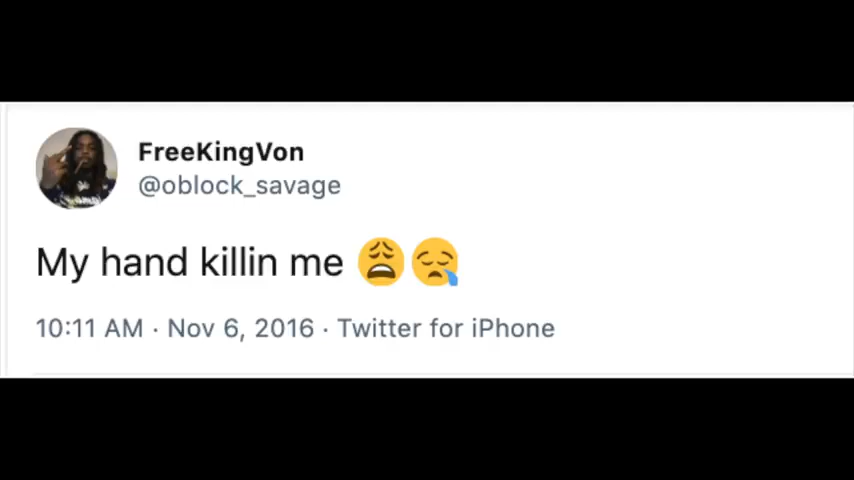 FreeKingVon
@oblock_savage
My hand killin me 😩😪
10:11 AM · Nov 6, 2016 · Twitter for iPhone